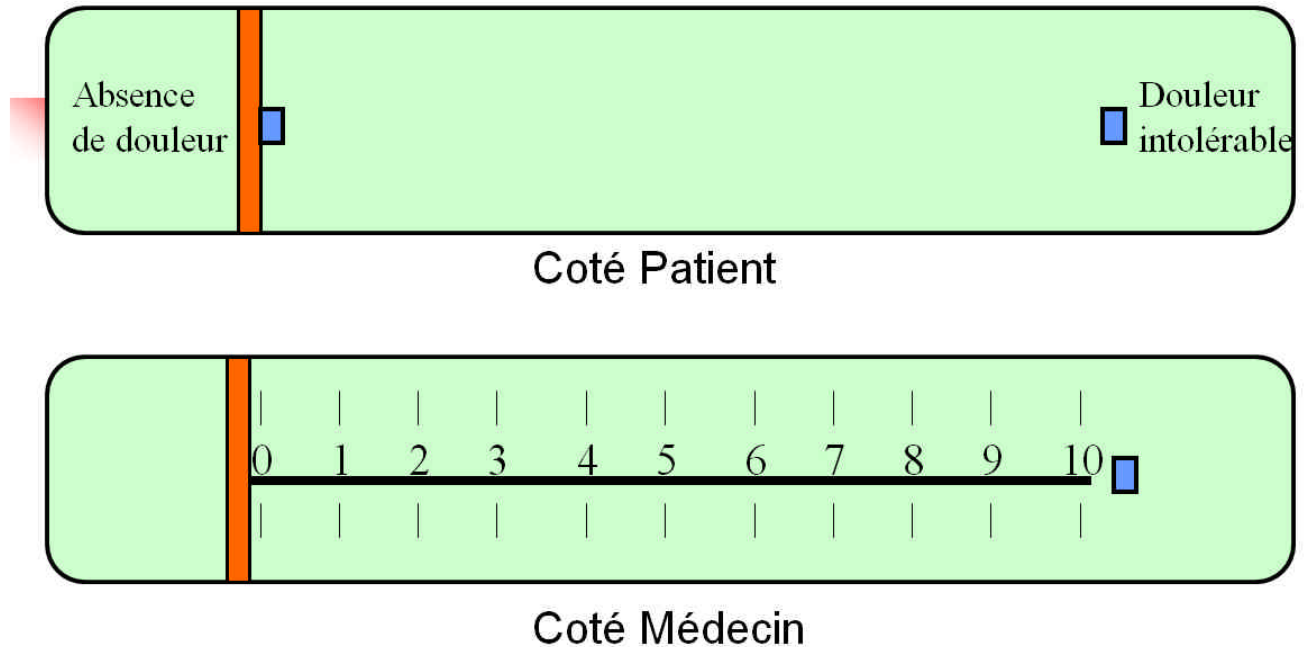 Absence
de douleur
Douleur
intolérable
Coté Patient
0 1 2 3 4 5 6 7 8 9 10
Coté Médecin